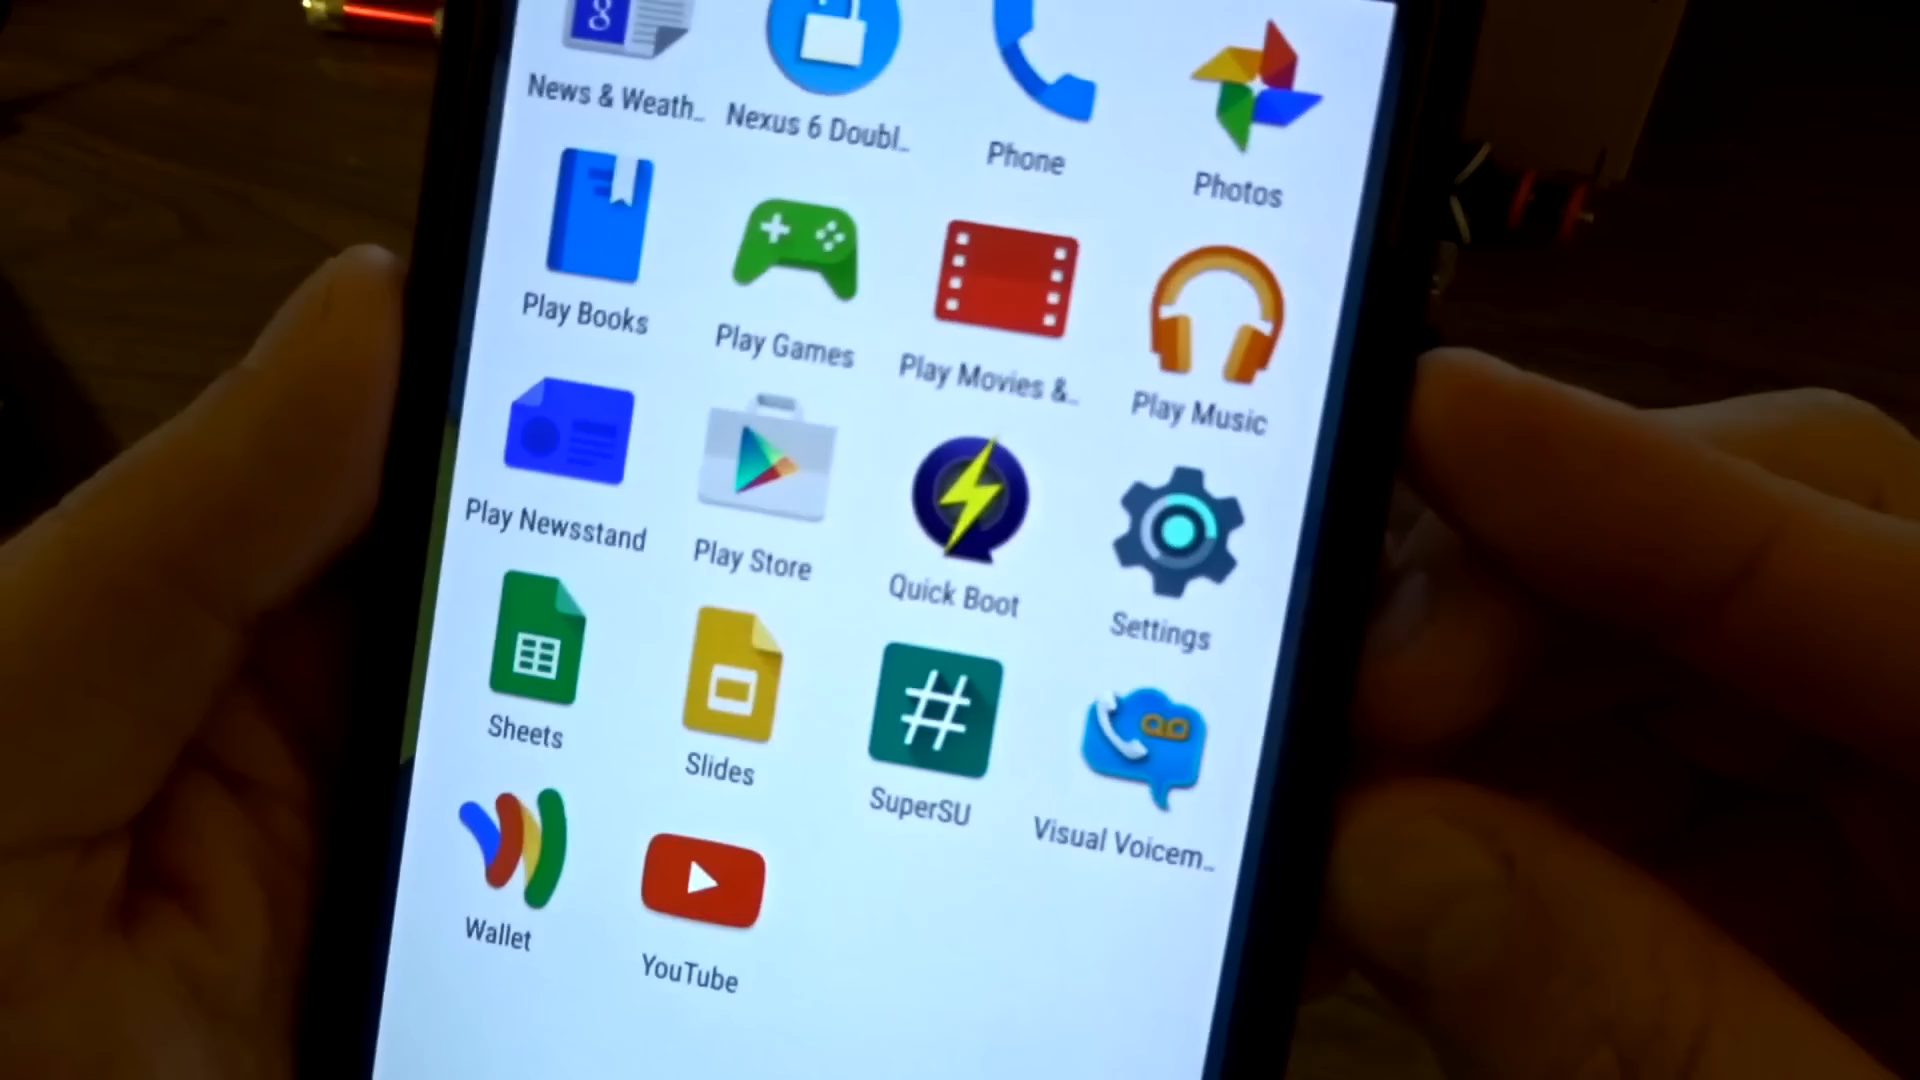 News & Weath..
Nexus 6 Doubl..
Phone
Photos
Play Books
Play Games
Play Movies &..
Play Music
Play Newsstand
Play Store
Quick Boot
Settings
Sheets
Slides
SuperSU
Visual Voicem..
Wallet
YouTube